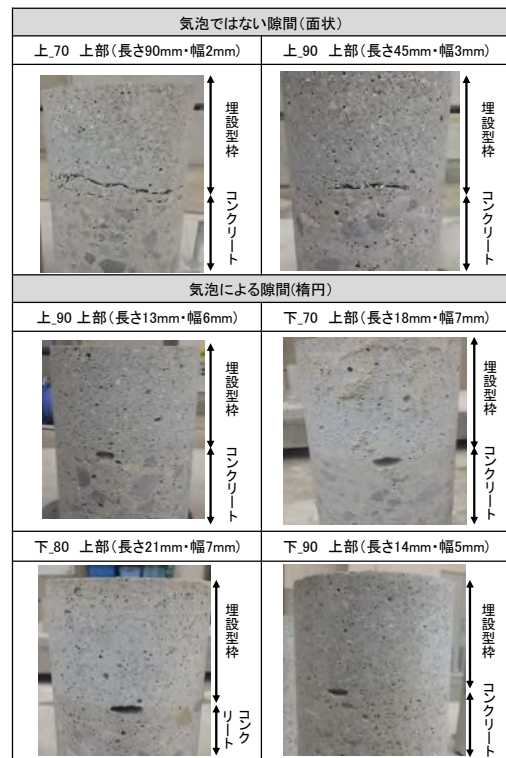 気泡ではない隙間(面状)
上_70 上部(長さ90mm・幅2mm)
上_90 上部(長さ45mm・幅3mm)
埋設型枠
コンクリート
埋設型枠
コンクリート
気泡による隙間(楕円)
上_90 上部(長さ13mm・幅6mm)
下_70 上部(長さ18mm・幅7mm)
埋設型枠
コンクリート
埋設型枠
コンクリート
下_80 上部(長さ21mm・幅7mm)
下_90 上部(長さ14mm・幅5mm)
埋設型枠
コンク
リート
埋設型枠
コンクリート